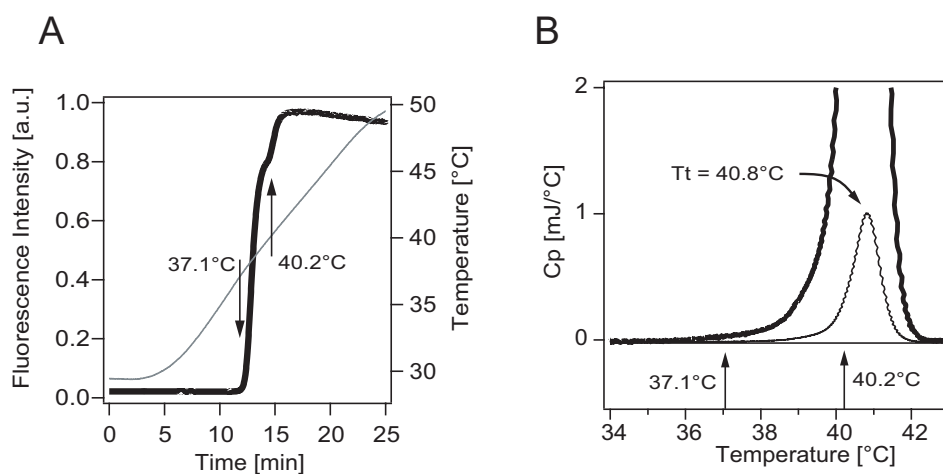 A
Fluorescence Intensity [a.u.]
1.0
0.8
0.6
0.4
0.2
0.0
37.1°C
40.2°C
50
45
40
35
30
Temperature [°C]
0 5 10 15 20 25
Time [min]
B
Cp [mJ/°C]
2
1
0
Tt = 40.8°C
37.1°C
40.2°C
34 36 38 40 42
Temperature [°C]